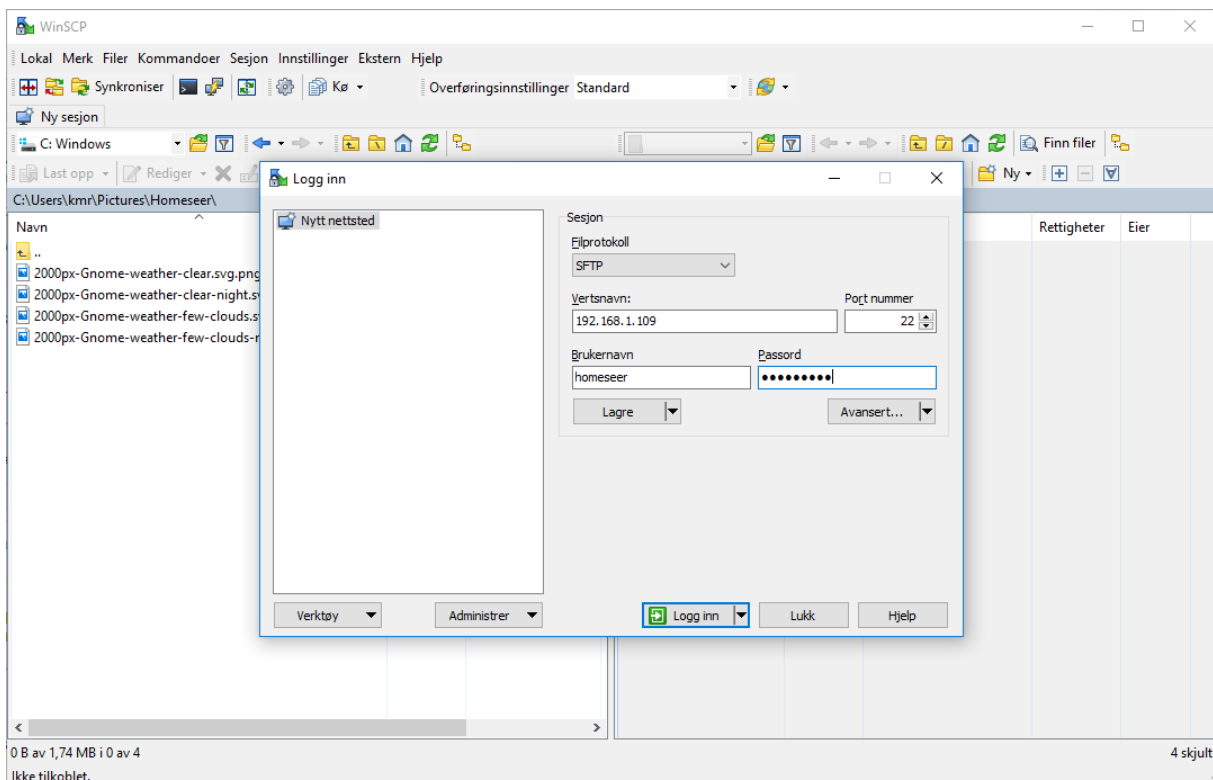 WinSCP
Lokal Merk Filer Kommandoer Sesjon Innstillinger Ekstern Hjelp
Synkroniser Kø Overføringsinnstillinger Standard
Ny sesjon
C: Windows Finn filer
Last opp Rediger Ny
C:\Users\kmr\Pictures\Homeseer\
Navn Rettigheter Eier
..
2000px-Gnome-weather-clear.svg.png
2000px-Gnome-weather-clear-night.s
2000px-Gnome-weather-few-clouds.s
2000px-Gnome-weather-few-clouds-
Logg inn
Nytt nettsted
Sesjon
Filprotokoll
SFTP
Vertsnavn: Port nummer
192.168.1.109 22
Brukernavn Passord
homeseer ●●●●●●●●●
Lagre Avansert...
Verktøy Administrer Logg inn Lukk Hjelp
0 B av 1,74 MB i 0 av 4 4 skjult
Ikke tilkoblet.